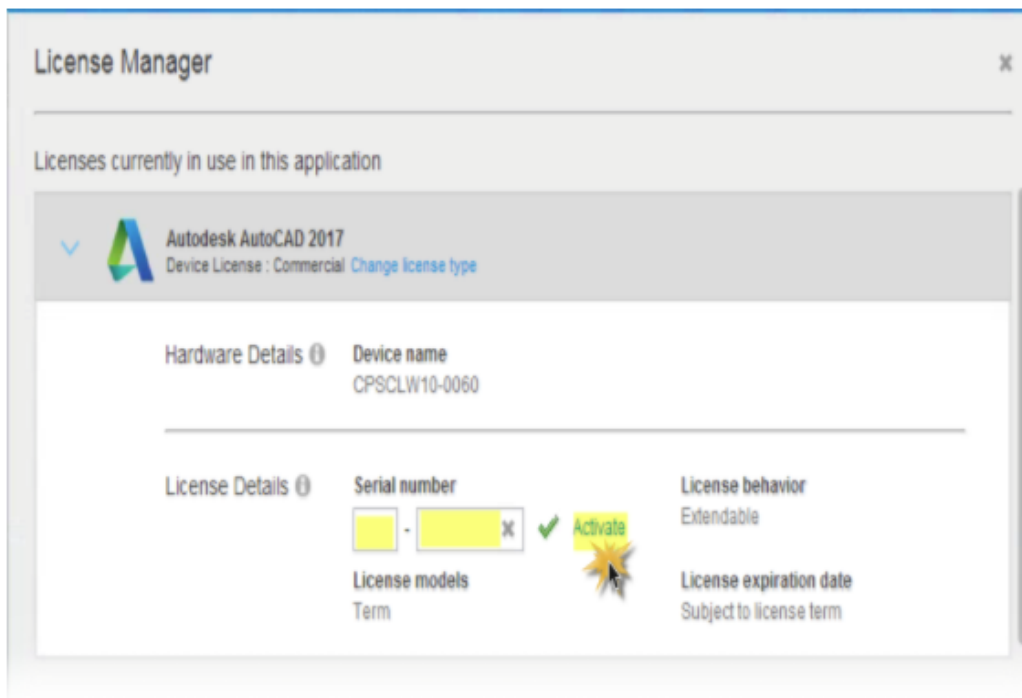 License Manager
Licenses currently in use in this application
Autodesk AutoCAD 2017
Device License : Commercial Change license type
Hardware Details
Device name
CPSCLW10-0060
License Details
Serial number
-
Activate
License behavior
Extendable
License models
Term
License expiration date
Subject to license term